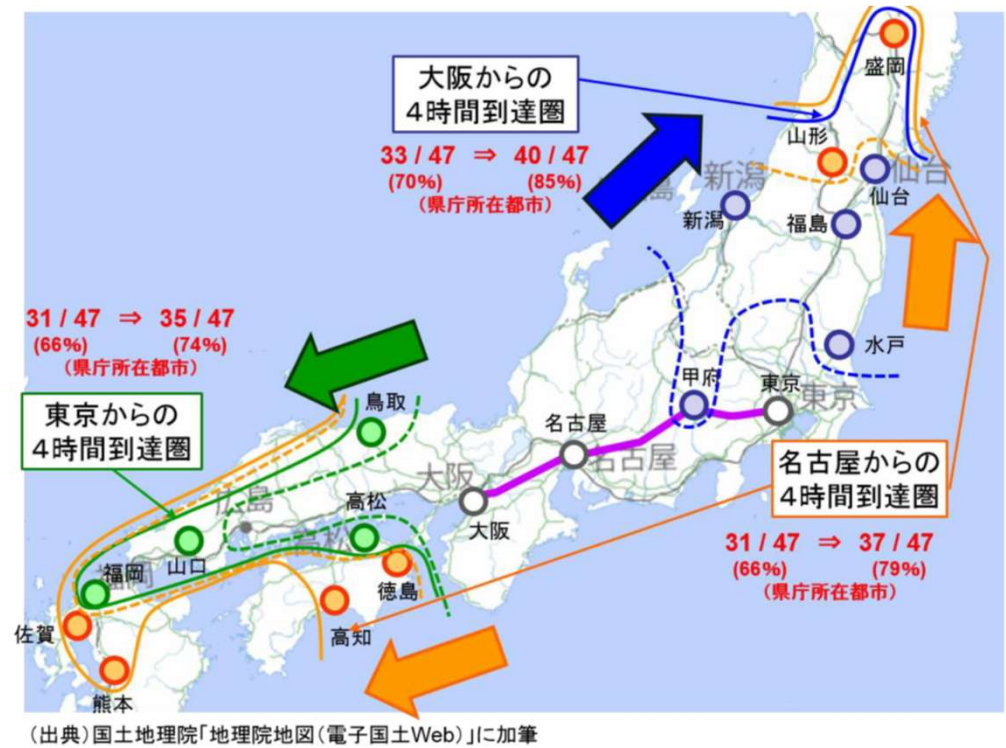 盛岡
大阪からの
4時間到達圏
山形
33 / 47 ⇒ 40 / 47
(70%) (85%)
(県庁所在都市)
新潟
仙台
仙台
新潟
福島
31 / 47 ⇒ 35 / 47
(66%) (74%)
(県庁所在都市)
水戸
甲府
東京
東京
鳥取
東京からの
4時間到達圏
名古屋
名古屋
名古屋からの
4時間到達圏
大阪
大阪
広島
高松
高松
31 / 47 ⇒ 37 / 47
(66%) (79%)
(県庁所在都市)
福岡
福岡
山口
徳島
佐賀
高知
熊本
(出典)国土地理院「地理院地図(電子国土Web)」に加筆